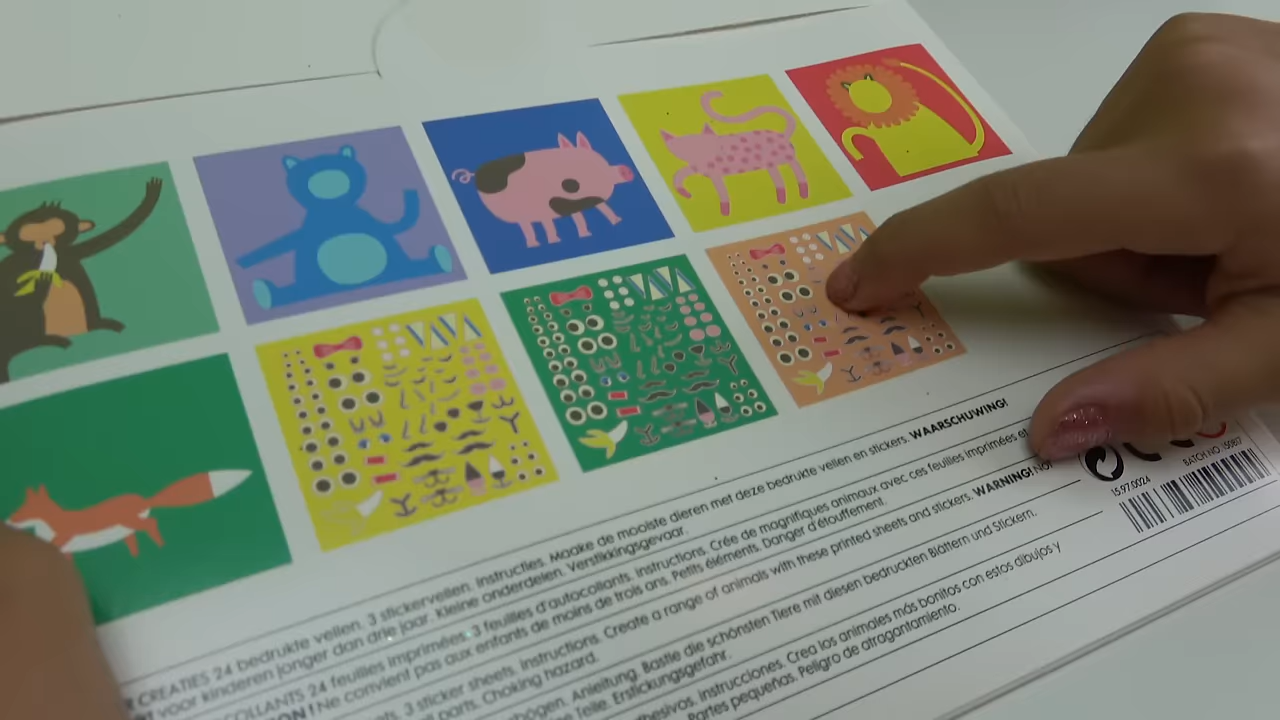 CREATIES 24 bedrukte vellen. 3 stickervellen. Instructies. Maake de mooiste dieren met deze bedrukte vellen en stickers. WAARSCHUWING!
voor kinderen jonger dan drie jaar. Kleine onderdelen. Verstikkingsgevaar.
COLLANTS 24 feuilles imprimées. 3 feuilles d'autocollants. Instructions. Crée de magnifiques animaux avec ces feuilles imprimées et
Ne convient pas aux enfants de moins de trois ans. Petits éléments. Danger d'étouffement.
3 sticker sheets. Instructions. Create a range of animals with these printed sheets and stickers. WARNING! Not
parts. Choking hazard.
Anleitung. Bastle die schönsten Tiere mit diesen bedruckten Blättern und Stickern.
Teile. Erstickungsgefahr.
Instrucciones. Crea los animales más bonitos con estos dibujos y
Partes pequeñas. Peligro de atragantamiento.
15.97.0024
BATCH NO.